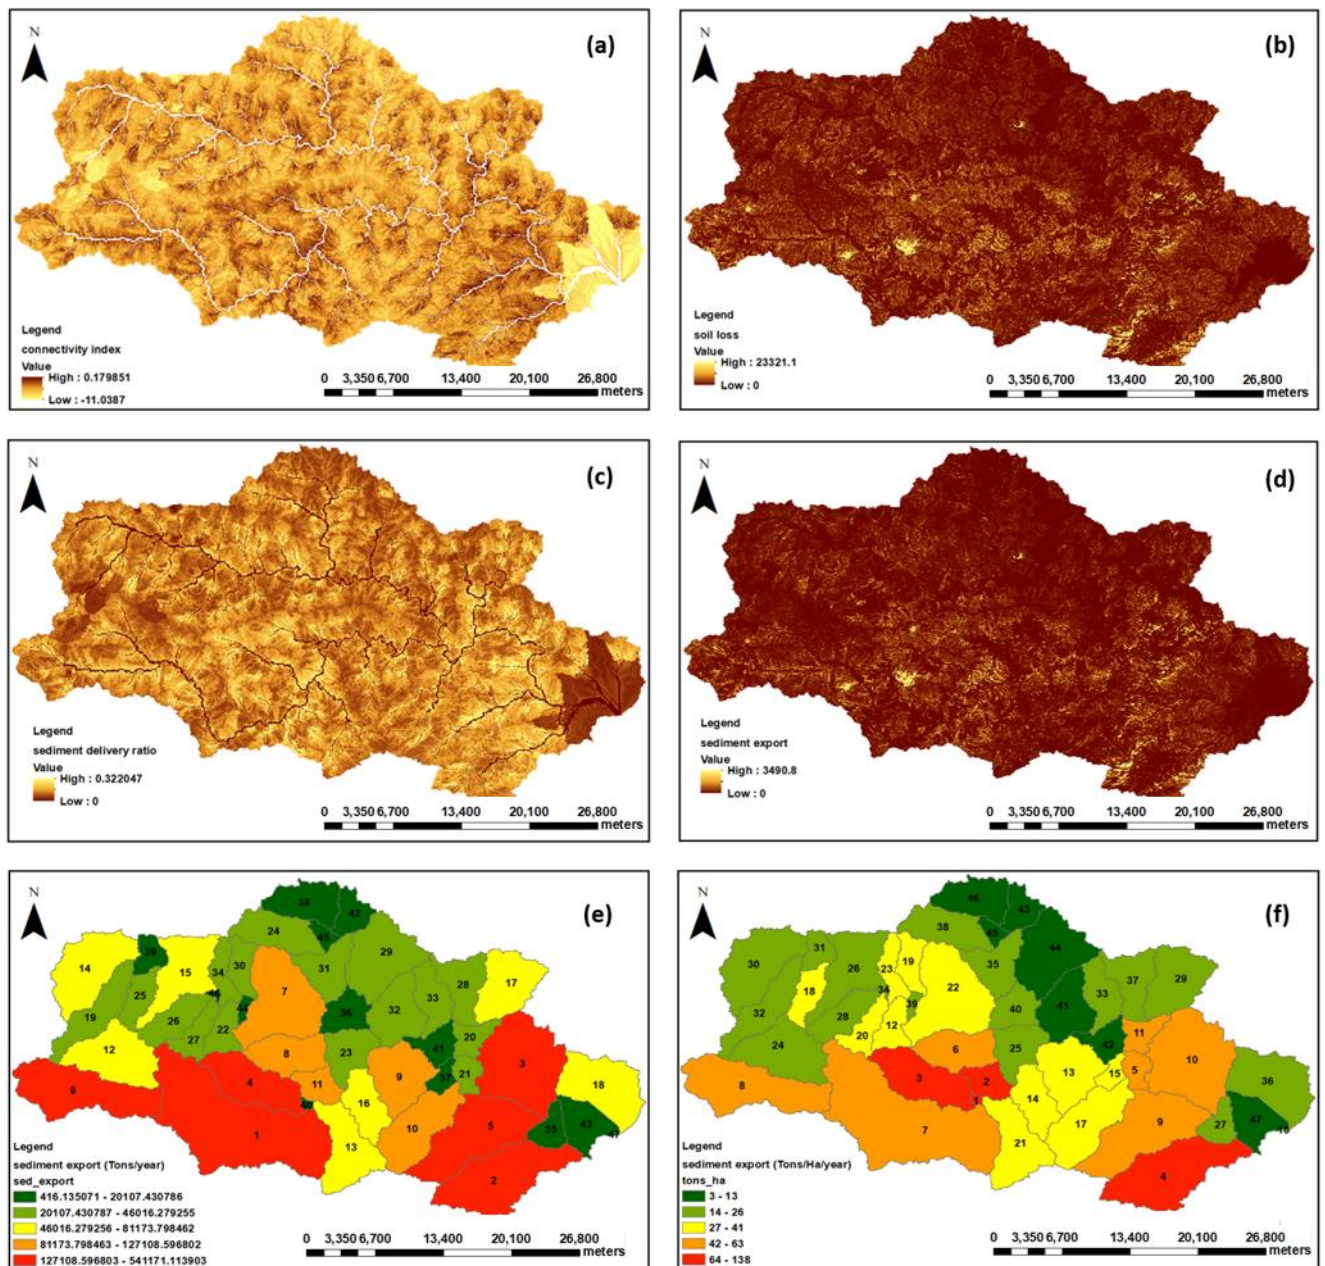 N
(a)
Legend
connectivity index
Value
High : 0.179851
Low : -11.0387
0 3,350 6,700 13,400 20,100 26,800
meters
N
(b)
Legend
soil loss
Value
High : 23321.1
Low : 0
0 3,350 6,700 13,400 20,100 26,800
meters
N
(c)
Legend
sediment delivery ratio
Value
High : 0.322047
Low : 0
0 3,350 6,700 13,400 20,100 26,800
meters
N
(d)
Legend
sediment export
Value
High : 3490.8
Low : 0
0 3,350 6,700 13,400 20,100 26,800
meters
N
(e)
38
42
24
45
29
39
14
15
34
30
31
28
17
7
25
33
46
44
36
32
19
26
22
20
27
41
12
8
23
3
21
9
37
6
4
11
18
40
16
1
10
5
35
43
47
13
2
Legend
sediment export (Tons/year)
sed_export
416.135071 - 20107.430786
20107.430787 - 46016.279255
46016.279256 - 81173.798462
81173.798463 - 127108.596802
127108.596803 - 541171.113903
0 3,350 6,700 13,400 20,100 26,800
meters
N
(f)
46
43
38
45
44
31
30
26
23
19
35
37
29
18
34
22
33
32
28
39
40
41
12
20
11
24
6
25
42
10
13
5
15
3
2
36
8
1
14
7
17
9
27
47
21
4
Legend
sediment export (Tons/Ha/year)
tons_ha
3 - 13
14 - 26
27 - 41
42 - 63
64 - 138
0 3,350 6,700 13,400 20,100 26,800
meters